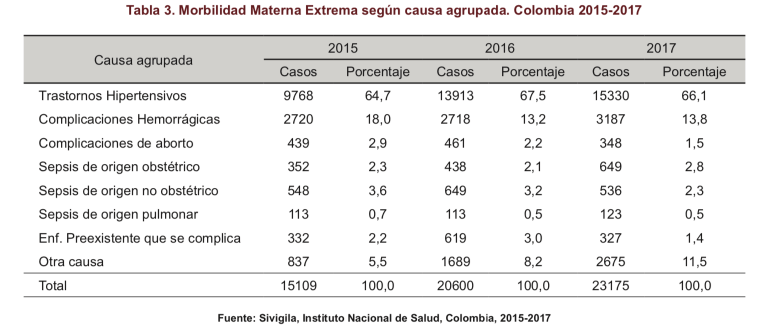 Tabla 3. Morbilidad Materna Extrema según causa agrupada. Colombia 2015-2017
Causa agrupada 2015 2016 2017
Casos Porcentaje Casos Porcentaje Casos Porcentaje
Trastornos Hipertensivos 9768 64,7 13913 67,5 15330 66,1
Complicaciones Hemorrágicas 2720 18,0 2718 13,2 3187 13,8
Complicaciones de aborto 439 2,9 461 2,2 348 1,5
Sepsis de origen obstétrico 352 2,3 438 2,1 649 2,8
Sepsis de origen no obstétrico 548 3,6 649 3,2 536 2,3
Sepsis de origen pulmonar 113 0,7 113 0,5 123 0,5
Enf. Preexistente que se complica 332 2,2 619 3,0 327 1,4
Otra causa 837 5,5 1689 8,2 2675 11,5
Total 15109 100,0 20600 100,0 23175 100,0
Fuente: Sivigila, Instituto Nacional de Salud, Colombia, 2015-2017